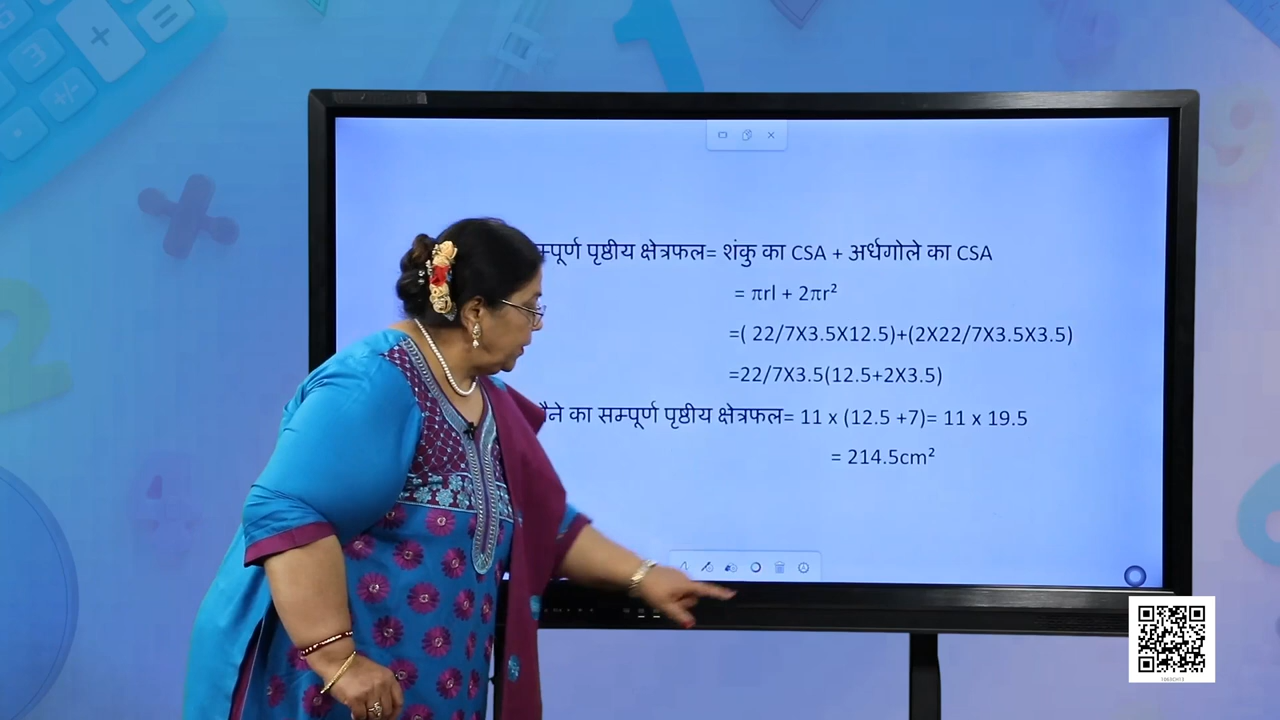 पृष्ठीय क्षेत्रफल= शंकु का CSA + अर्धगोले का CSA
= πrl + 2πr²
=( 22/7X3.5X12.5)+(2X22/7X3.5X3.5)
=22/7X3.5(12.5+2X3.5)
का सम्पूर्ण पृष्ठीय क्षेत्रफल= 11 x (12.5 +7)= 11 x 19.5
= 214.5cm²